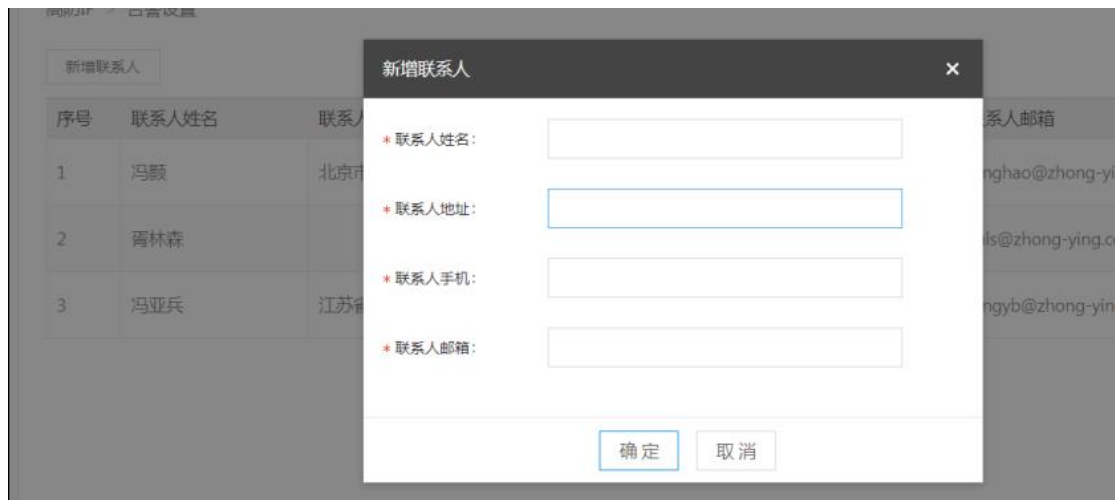 高防IP > 告警设置
新增联系人
序号 联系人姓名 联系人
系人邮箱
1 冯颢 北京市
nghao@zhong-yi
2 胥林森
ls@zhong-ying.c
3 冯亚兵 江苏省
ngyb@zhong-yin
新增联系人 ×
* 联系人姓名：
* 联系人地址：
* 联系人手机：
* 联系人邮箱：
确定 取消